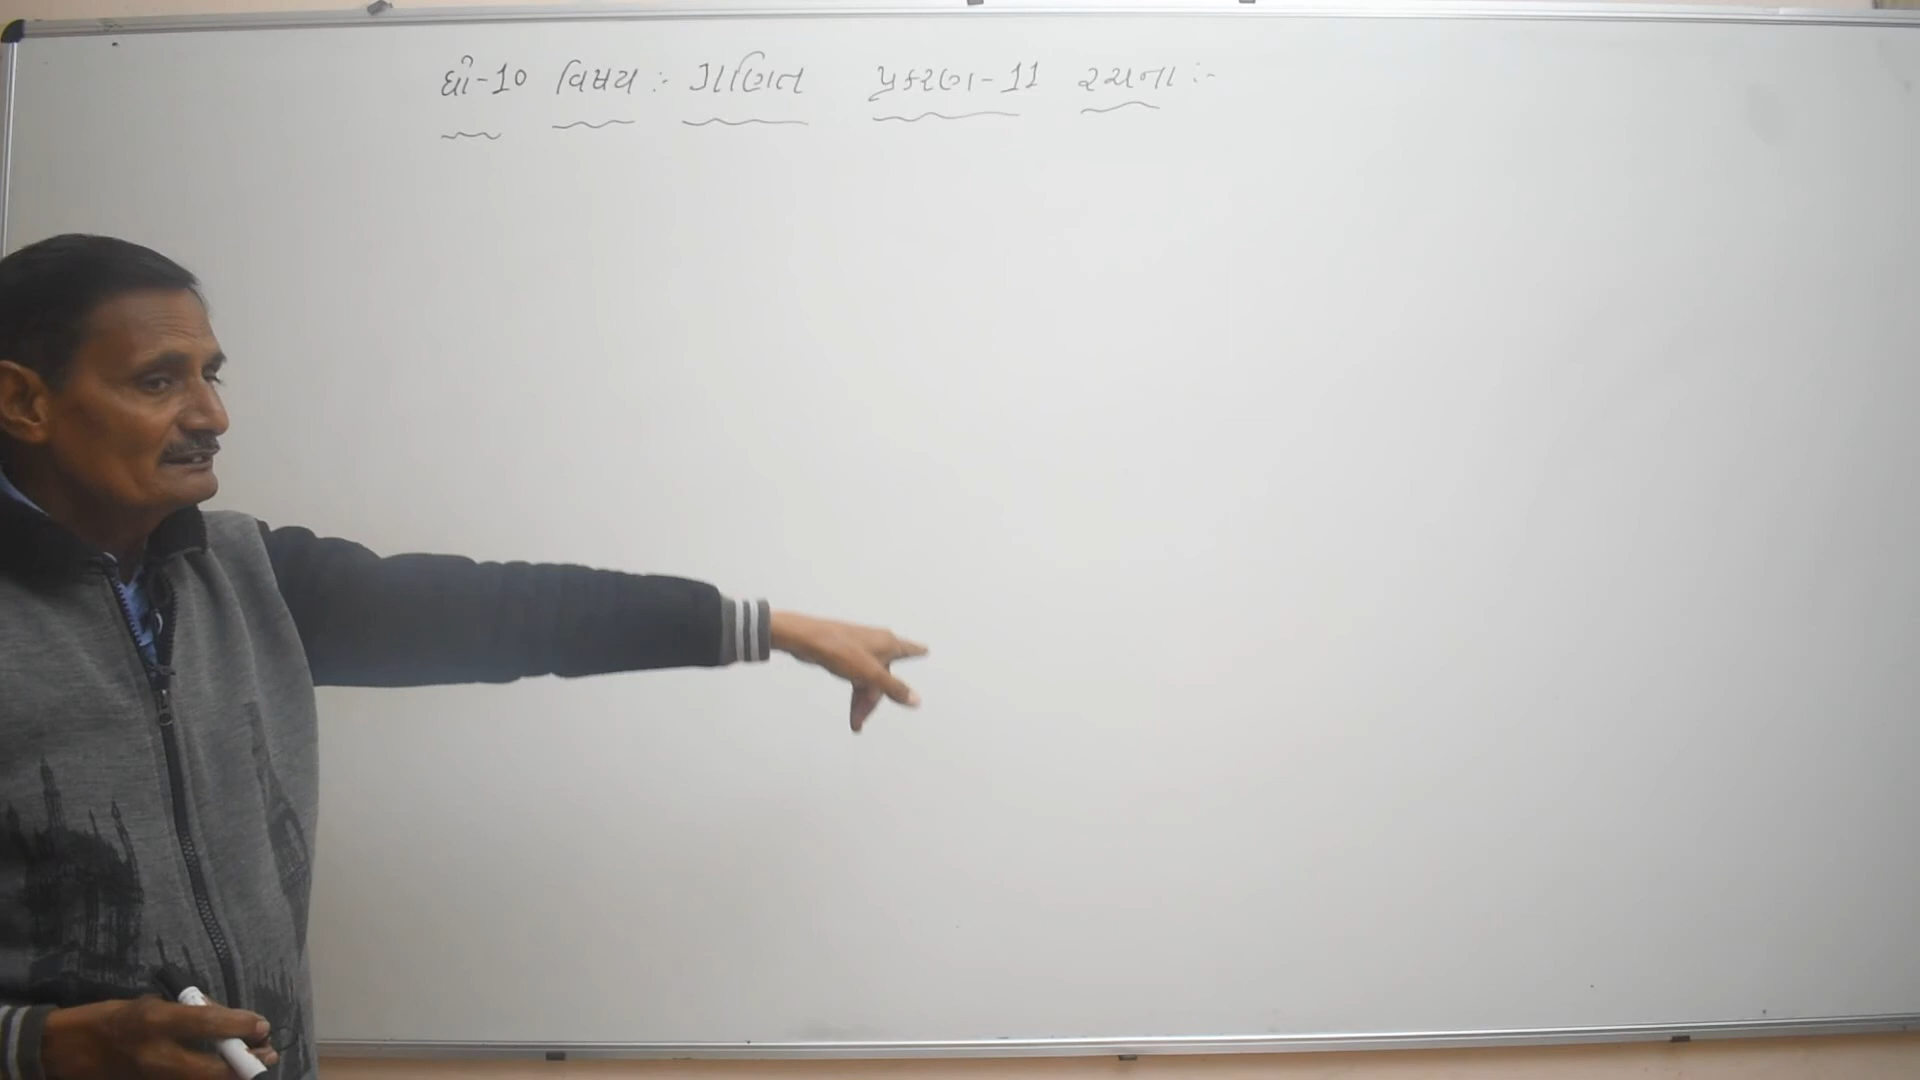 ધો-10 વિષય :- ગણિત પ્રકરણ-11 રચના :-